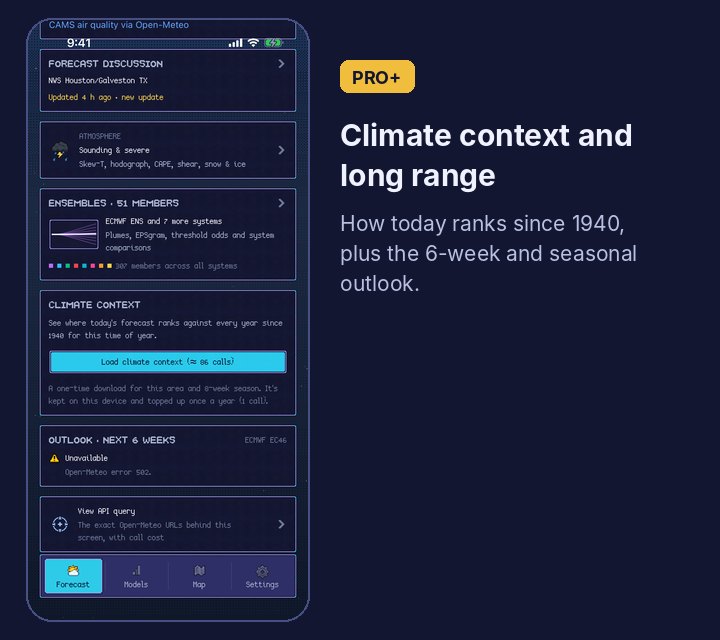 CAMS air quality via Open-Meteo
9:41
FORECAST DISCUSSION
NWS Houston/Galveston TX
Updated 4 h ago · new update
ATMOSPHERE
Sounding & severe
Skew-T, hodograph, CAPE, shear, snow & ice
ENSEMBLES · 51 MEMBERS
ECMWF ENS and 7 more systems
Plumes, EPSgram, threshold odds and system
comparisons
307 members across all systems
CLIMATE CONTEXT
See where today's forecast ranks against every year since
1940 for this time of year.
Load climate context (≈ 86 calls)
A one-time download for this area and 6-week season. It's
kept on this device and topped up once a year (1 call).
OUTLOOK · NEXT 6 WEEKS
ECMWF EC46
Unavailable
Open-Meteo error 502.
View API query
The exact Open-Meteo URLs behind this
screen, with call cost
Forecast
Models
Map
Settings
PRO+
Climate context and
long range
How today ranks since 1940,
plus the 6-week and seasonal
outlook.